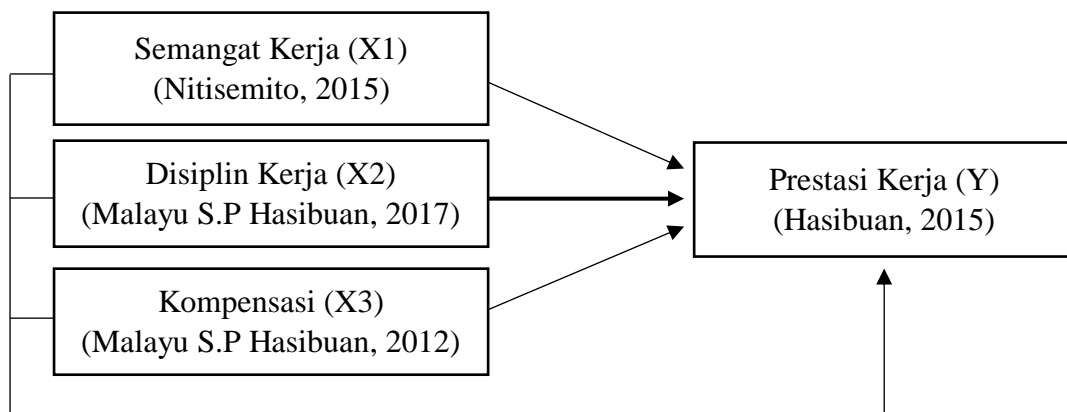 Semangat Kerja (X1)
(Nitisemito, 2015)
Disiplin Kerja (X2)
(Malayu S.P Hasibuan, 2017)
Kompensasi (X3)
(Malayu S.P Hasibuan, 2012)
Prestasi Kerja (Y)
(Hasibuan, 2015)